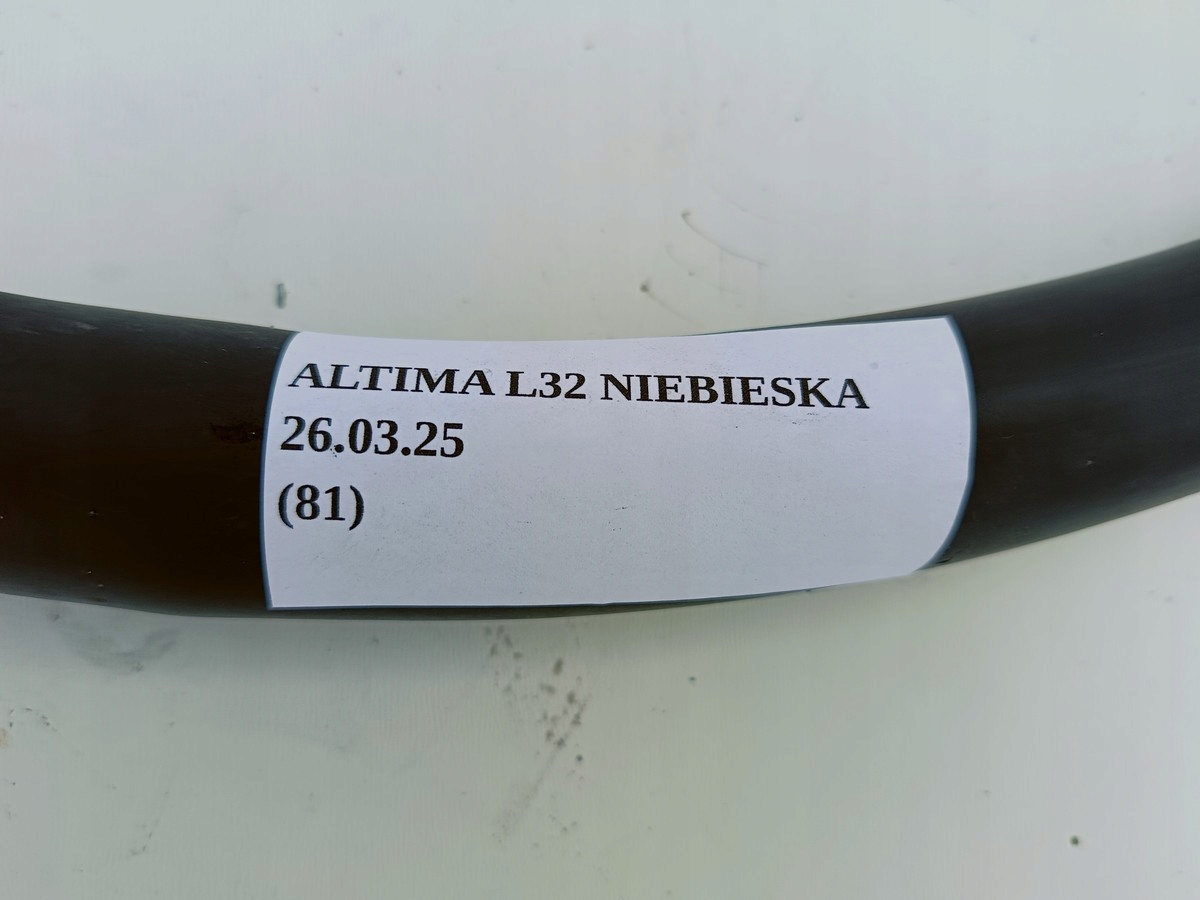 ALTIMA L32 NIEBIESKA
26.03.25
(81)